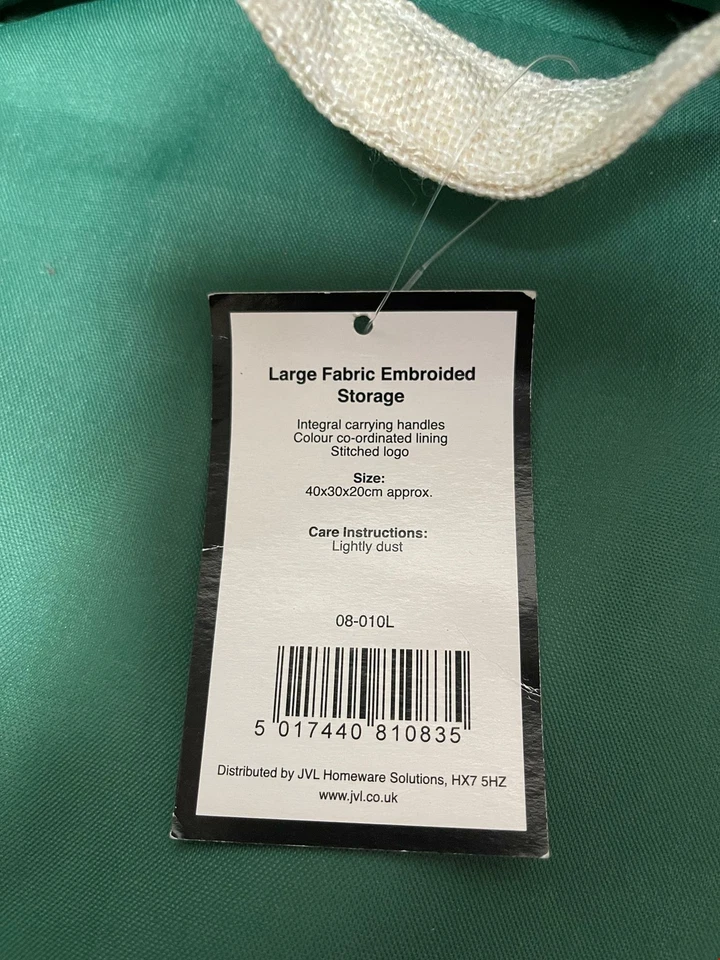 Large Fabric Embroided
Storage
Integral carrying handles
Colour co-ordinated lining
Stitched logo
Size:
40x30x20cm approx.
Care Instructions:
Lightly dust
08-010L
5 017440 810835
Distributed by JVL Homeware Solutions, HX7 5HZ
www.jvl.co.uk